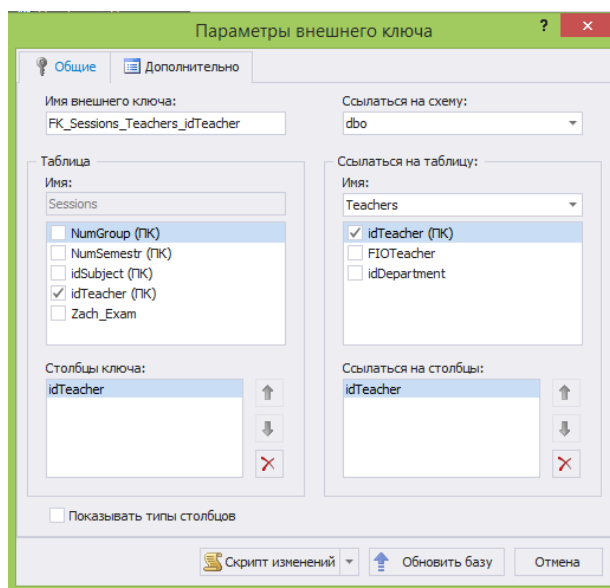 Параметры внешнего ключа
?
×
Общие
Дополнительно
Имя внешнего ключа:
Ссылаться на схему:
FK_Sessions_Teachers_idTeacher
dbo
Таблица
Ссылаться на таблицу:
Имя:
Имя:
Sessions
Teachers
NumGroup (ПК)
idTeacher (ПК)
NumSemestr (ПК)
FIOTeacher
idSubject (ПК)
idDepartment
idTeacher (ПК)
Zach_Exam
Столбцы ключа:
Ссылаться на столбцы:
idTeacher
idTeacher
Показывать типы столбцов
Скрипт изменений
Обновить базу
Отмена